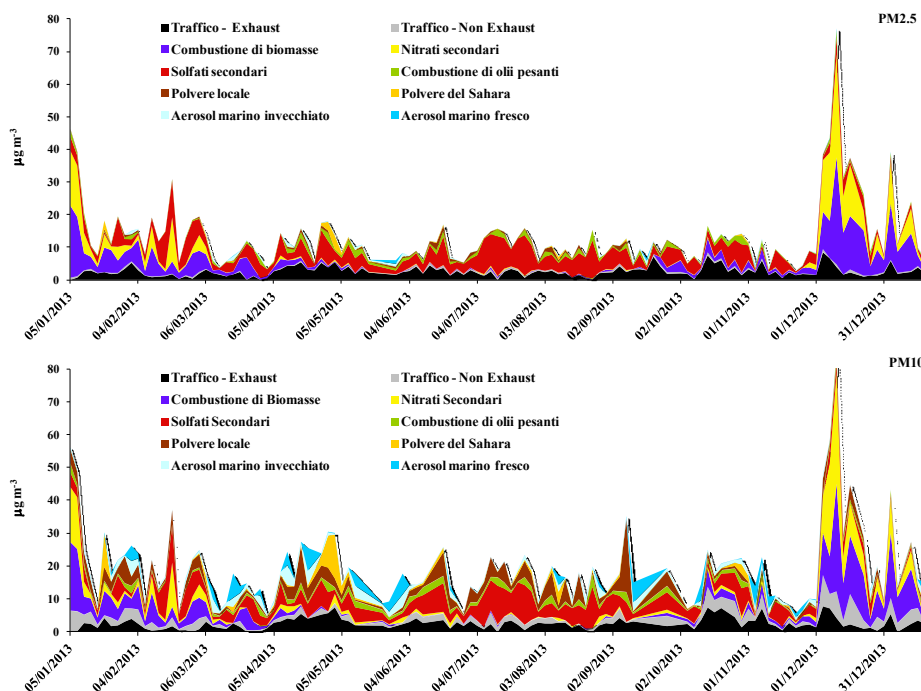 PM2.5
80
70
60
50
40
30
20
10
0
µg m-3
Traffico - Exhaust Traffico - Non Exhaust
Combustione di biomasse Nitrati secondari
Solfati secondari Combustione di olii pesanti
Polvere locale Polvere del Sahara
Aerosol marino invecchiato Aerosol marino fresco
05/01/2013 04/02/2013 06/03/2013 05/04/2013 05/05/2013 04/06/2013 04/07/2013 03/08/2013 02/09/2013 02/10/2013 01/11/2013 01/12/2013 31/12/2013
PM10
80
70
60
50
40
30
20
10
0
µg m-3
Traffico - Exhaust Traffico - Non Exhaust
Combustione di Biomasse Nitrati Secondari
Solfati Secondari Combustione di olii pesanti
Polvere locale Polvere del Sahara
Aerosol marino invecchiato Aerosol marino fresco
05/01/2013 04/02/2013 06/03/2013 05/04/2013 05/05/2013 04/06/2013 04/07/2013 03/08/2013 02/09/2013 02/10/2013 01/11/2013 01/12/2013 31/12/2013